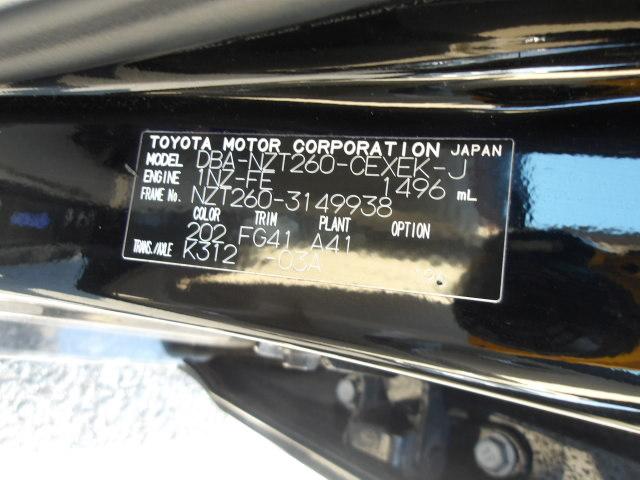 TOYOTA MOTOR CORPORATION JAPAN
MODEL DBA-NZT260-CEXEK-J
ENGINE 1NZ-FE 1496 mL
FRAME No. NZT260-3149938
COLOR TRIM PLANT OPTION
202 FG41 A41
TRANS./AXLE K312 -03A